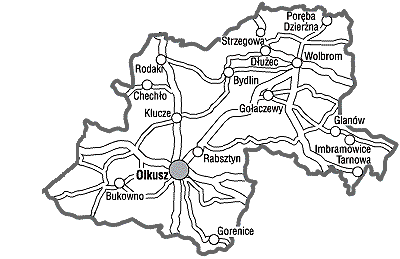 Poręba
Dzierżna
Strzegowa
Dłużec
Wolbrom
Rodaki
Bydlin
Chechło
Gołaczewy
Klucze
Glanów
Imbramowice
Tarnowa
Rabsztyn
Olkusz
Bukowno
Gorenice